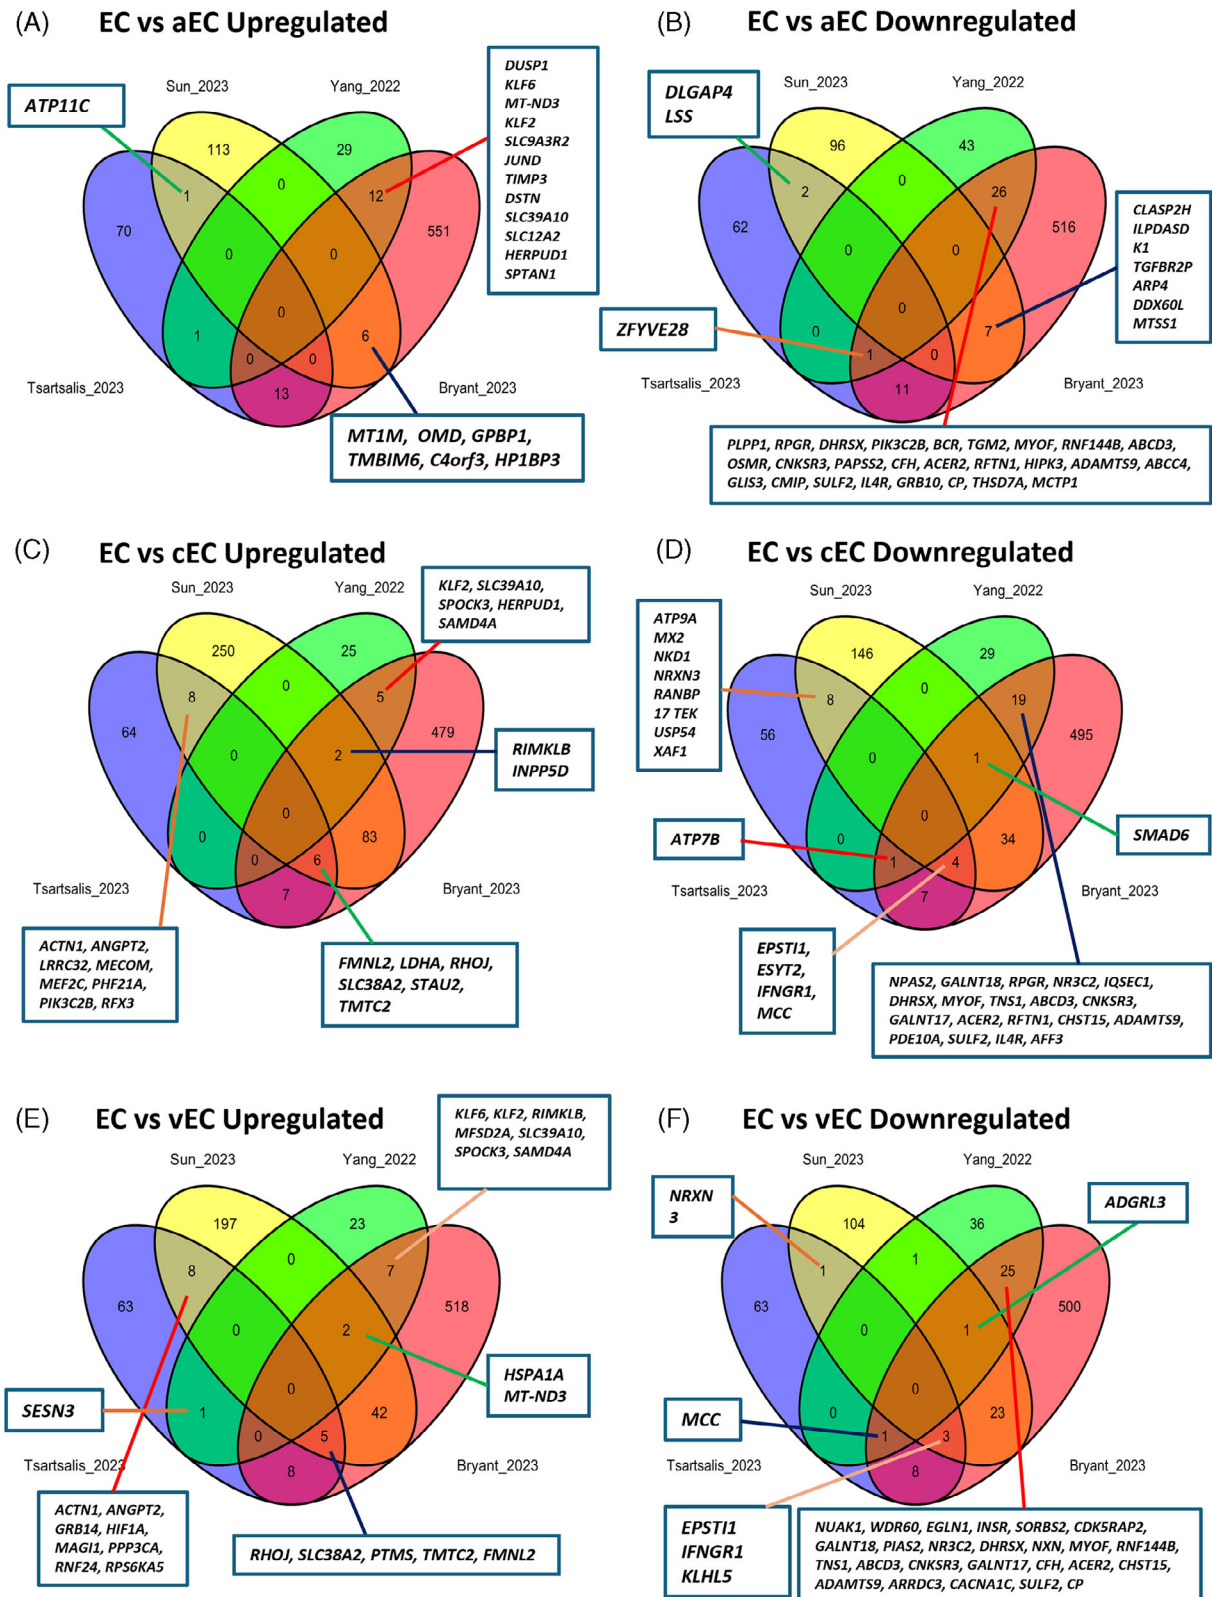 (A) EC vs aEC Upregulated
Sun_2023
Yang_2022
ATP11C
DUSP1
KLF6
MT-ND3
KLF2
SLC9A3R2
JUND
TIMP3
DSTN
SLC39A10
SLC12A2
HERPUD1
SPTAN1
113
29
0
1
12
70
551
0
0
0
1
6
0
0
13
Tsartsalis_2023
Bryant_2023
MT1M, OMD, GPBP1,
TMBIM6, C4orf3, HP1BP3
(B) EC vs aEC Downregulated
Sun_2023
Yang_2022
DLGAP4
LSS
96
43
0
2
26
62
516
0
0
0
0
7
1
0
11
CLASP2H
ILPDASD
K1
TGFBR2P
ARP4
DDX60L
MTSS1
ZFYVE28
Tsartsalis_2023
Bryant_2023
PLPP1, RPGR, DHRSX, PIK3C2B, BCR, TGM2, MYOF, RNF144B, ABCD3,
OSMR, CNKSR3, PAPSS2, CFH, ACER2, RFTN1, HIPK3, ADAMTS9, ABCC4,
GLIS3, CMIP, SULF2, IL4R, GRB10, CP, THSD7A, MCTP1
(C) EC vs cEC Upregulated
Sun_2023
Yang_2022
KLF2, SLC39A10,
SPOCK3, HERPUD1,
SAMD4A
250
25
0
8
5
64
479
0
2
0
0
83
0
6
7
RIMKLB
INPP5D
Tsartsalis_2023
Bryant_2023
ACTN1, ANGPT2,
LRRC32, MECOM,
MEF2C, PHF21A,
PIK3C2B, RFX3
FMNL2, LDHA, RHOJ,
SLC38A2, STAU2,
TMTC2
(D) EC vs cEC Downregulated
Sun_2023
Yang_2022
ATP9A
MX2
NKD1
NRXN3
RANBP
17 TEK
USP54
XAF1
146
29
0
8
19
56
495
0
1
0
0
34
1
4
7
ATP7B
SMAD6
Tsartsalis_2023
Bryant_2023
EPSTI1,
ESYT2,
IFNGR1,
MCC
NPAS2, GALNT18, RPGR, NR3C2, IQSEC1,
DHRSX, MYOF, TNS1, ABCD3, CNKSR3,
GALNT17, ACER2, RFTN1, CHST15, ADAMTS9,
PDE10A, SULF2, IL4R, AFF3
(E) EC vs vEC Upregulated
Sun_2023
Yang_2022
KLF6, KLF2, RIMKLB,
MFSD2A, SLC39A10,
SPOCK3, SAMD4A
197
23
0
8
7
63
518
0
2
0
1
42
0
5
8
HSPA1A
MT-ND3
SESN3
Tsartsalis_2023
Bryant_2023
ACTN1, ANGPT2,
GRB14, HIF1A,
MAGI1, PPP3CA,
RNF24, RPS6KA5
RHOJ, SLC38A2, PTMS, TMTC2, FMNL2
(F) EC vs vEC Downregulated
Sun_2023
Yang_2022
NRXN
3
ADGRL3
104
36
1
1
25
63
500
0
1
0
0
23
1
3
8
MCC
Tsartsalis_2023
Bryant_2023
EPSTI1
IFNGR1
KLHL5
NUAK1, WDR60, EGLN1, INSR, SORBS2, CDK5RAP2,
GALNT18, PIAS2, NR3C2, DHRSX, NXN, MYOF, RNF144B,
TNS1, ABCD3, CNKSR3, GALNT17, CFH, ACER2, CHST15,
ADAMTS9, ARRDC3, CACNA1C, SULF2, CP